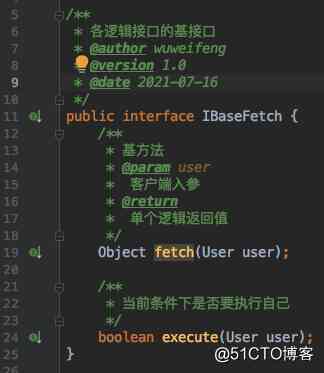 5 /**
6 * 各逻辑接口的基接口
7 * @author wuweifeng
8 @version 1.0
9 * @date 2021-07-16
10 */
11 public interface IBaseFetch {
12 /**
13 * 基方法
14 * @param user
15 * 客户端入参
16 * @return
17 * 单个逻辑返回值
18 */
19 Object fetch(User user);
20
21 /**
22 * 当前条件下是否要执行自己
23 */
24 boolean execute(User user);
25 }
@51CTO博客